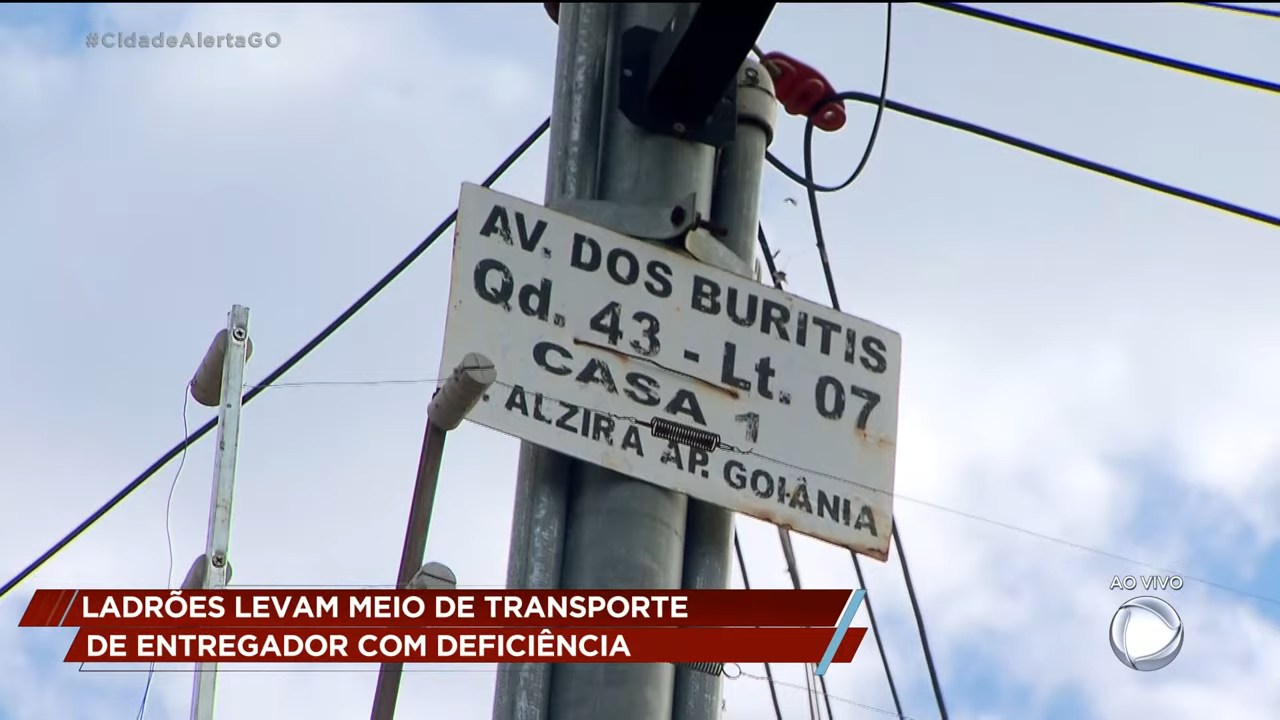 #CidadeAlertaGO
AV. DOS BURITIS
Qd. 43 - Lt. 07
CASA 1
. ALZIRA AP. GOIÂNIA
AO VIVO
LADRÕES LEVAM MEIO DE TRANSPORTE
DE ENTREGADOR COM DEFICIÊNCIA